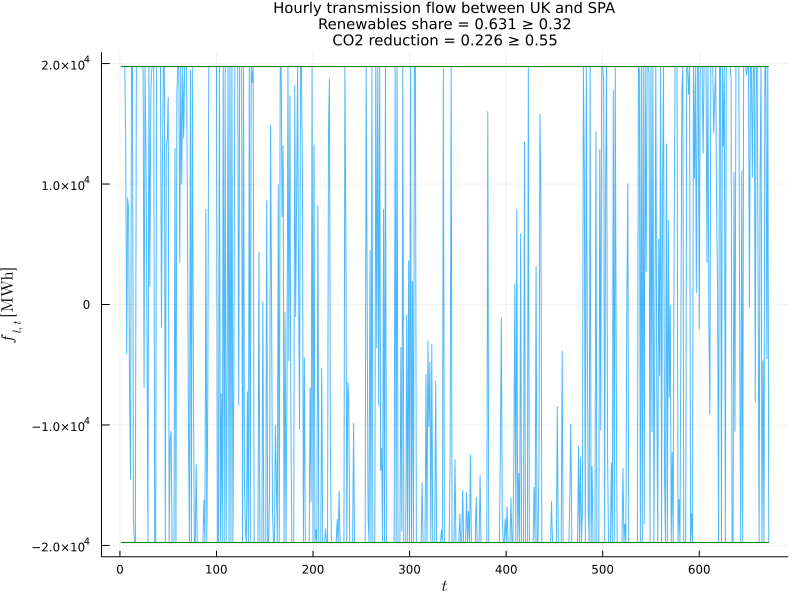 Hourly transmission flow between UK and SPA
Renewables share = 0.631 ≥ 0.32
CO2 reduction = 0.226 ≥ 0.55
2.0×10⁴
1.0×10⁴
0
−1.0×10⁴
−2.0×10⁴
f_{l,t} [MWh]
0 100 200 300 400 500 600
t